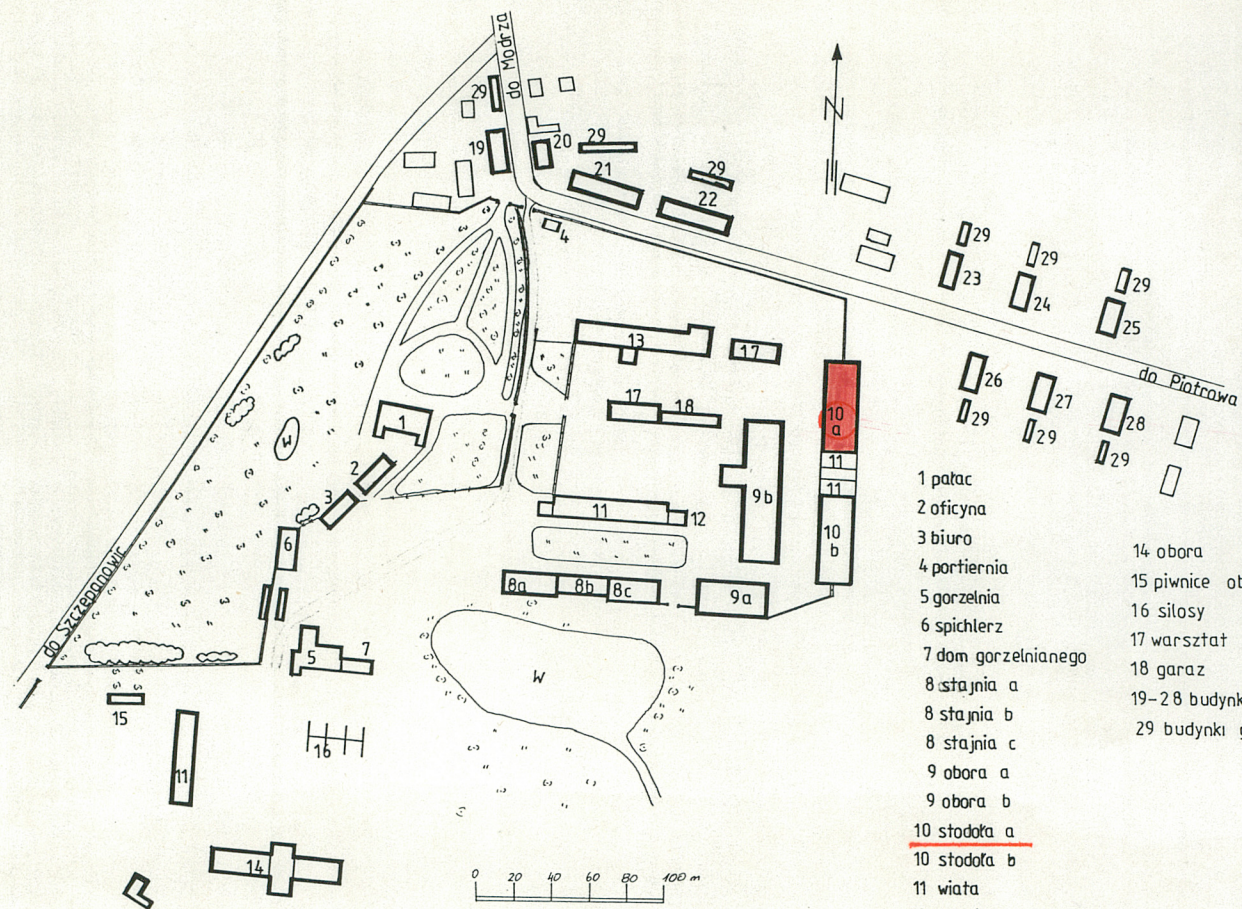 do Modrza
N
29
19
20
29
21
29
22
4
29
23
29
24
29
25
do Piotrowa
26
29
27
29
28
29
13
17
17
18
10
a
11
11
10
b
9b
1
2
3
W
6
11
12
8a
8b
8c
9a
do Szczepanowic
5
7
W
15
16
11
14
0 20 40 60 80 100 m
1 pałac
2 oficyna
3 biuro
4 portiernia
5 gorzelnia
6 spichlerz
7 dom gorzelnianego
8 stajnia a
8 stajnia b
8 stajnia c
9 obora a
9 obora b
10 stodoła a
10 stodoła b
11 wiata
14 obora
15 piwnice
16 silosy
17 warsztat
18 garaz
19-28
29 budynki